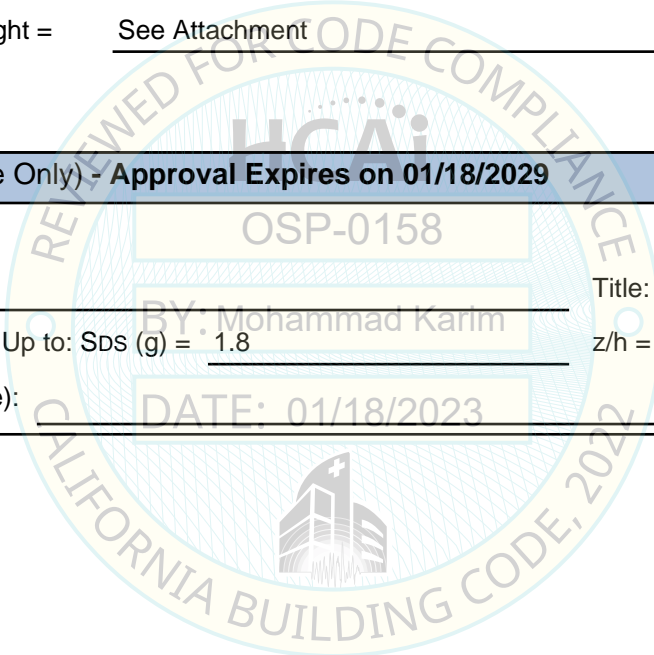 ght = See Attachment
REVIEWED FOR CODE COMPLIANCE
HCAi
e Only) - Approval Expires on 01/18/2029
OSP-0158
Title:
BY: Mohammad Karim
Up to: SDS (g) = 1.8 z/h =
e):
DATE: 01/18/2023
CALIFORNIA BUILDING CODE, 2022